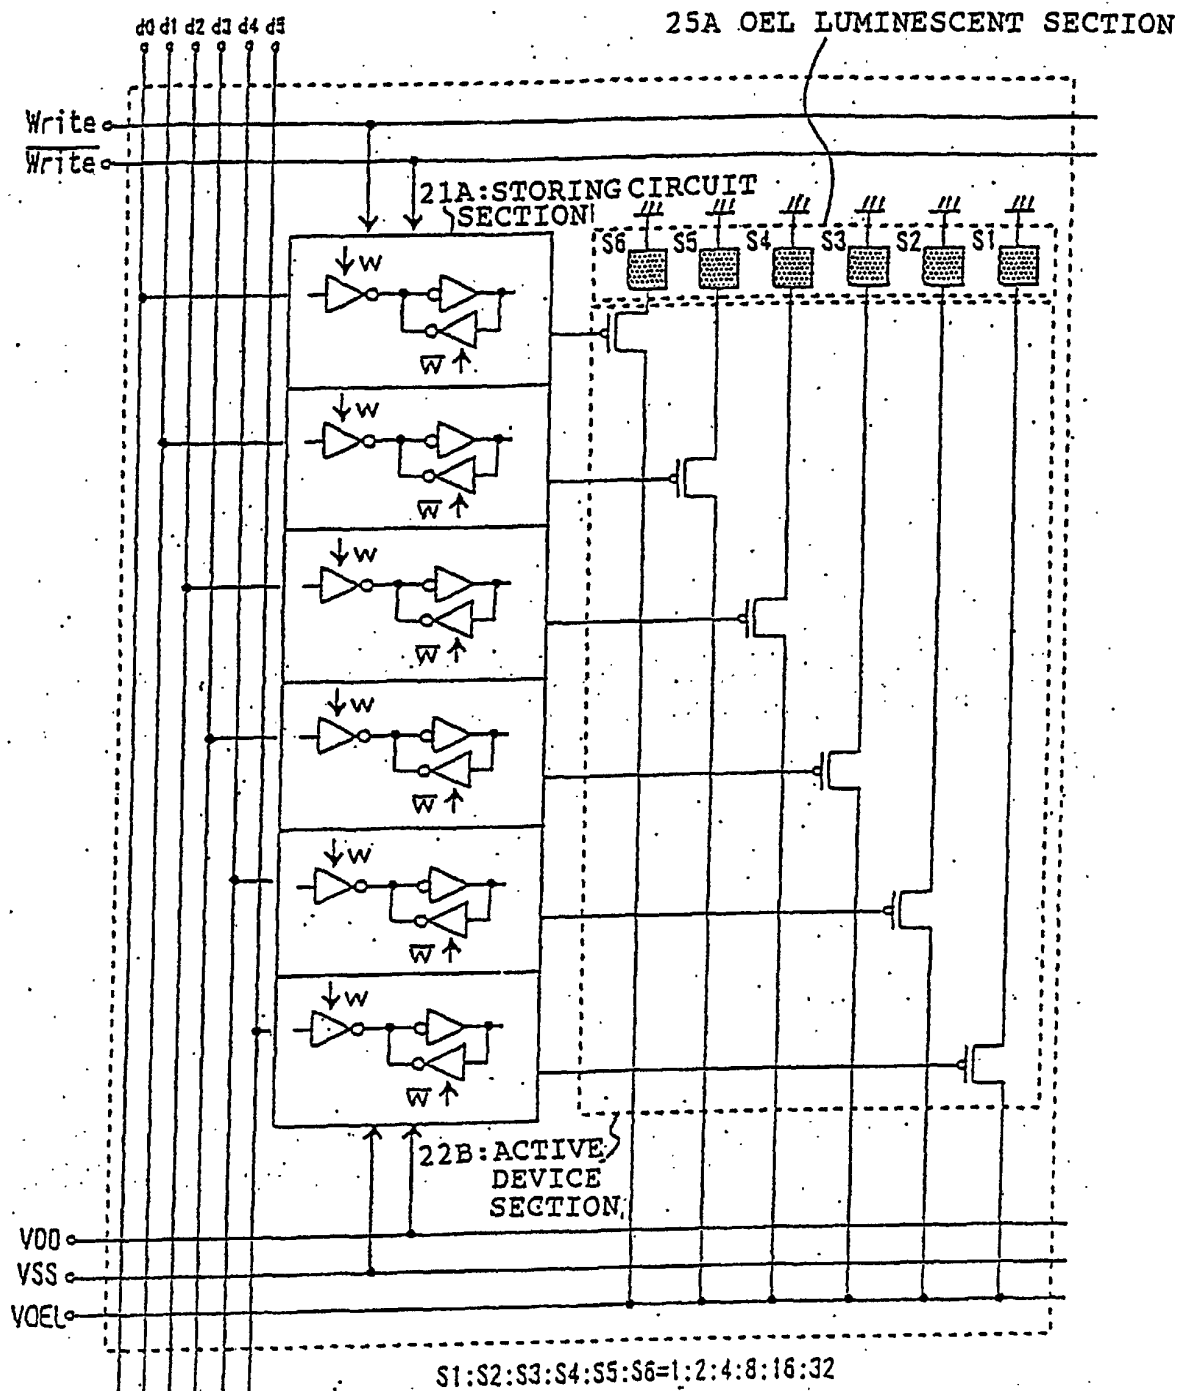 25A OEL LUMINESCENT SECTION
d0 d1 d2 d3 d4 d5
Write
Write
21A:STORING CIRCUIT
SECTION
S6 S5 S4 S3 S2 S1
W
W
W
W
W
W
W
W
W
W
W
W
22B:ACTIVE
DEVICE
SECTION
VDD
VSS
VOEL
S1:S2:S3:S4:S5:S6=1:2:4:8:16:32